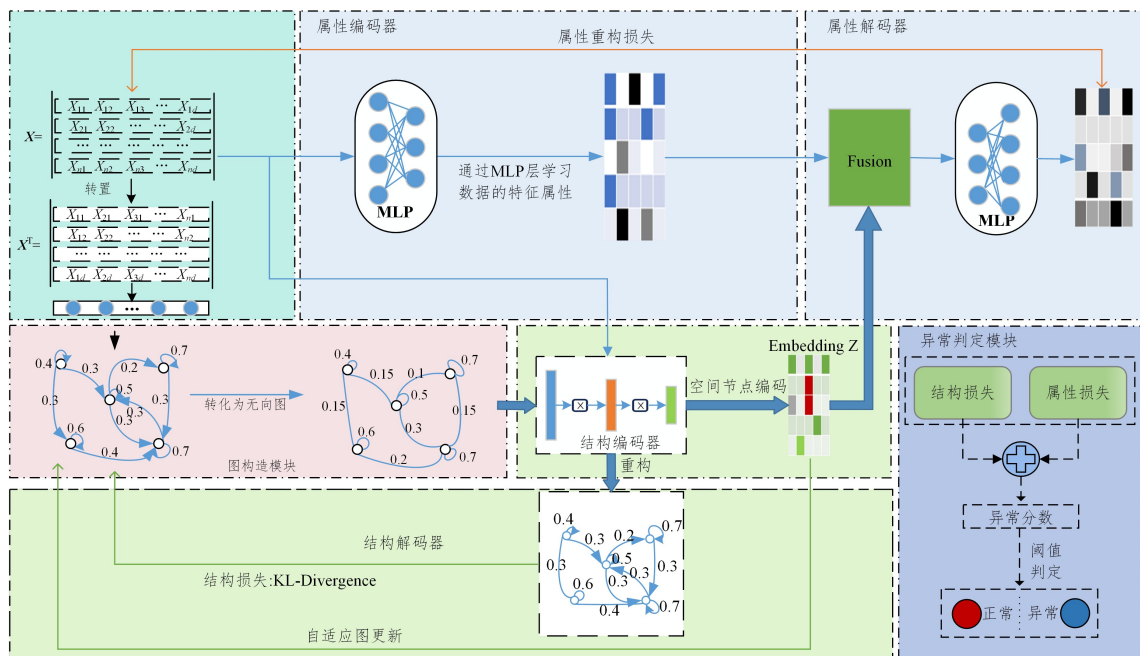 属性编码器
属性解码器
属性重构损失
X=
X11 X12 X13 ··· X1d
X21 X22 ··· ··· X2d
··· ··· ··· ··· ···
Xn1 Xn2 Xn3 ··· Xnd
转置
XT=
X11 X21 X31 ··· Xn1
X12 X22 ··· ··· Xn2
··· ··· ··· ··· ···
X1d X2d X3d ··· Xnd
···
MLP
通过MLP层学习
数据的特征属性
Fusion
MLP
0.4
0.3
0.2
0.7
0.5
0.3
0.3
0.3
0.6
0.4
0.7
转化为无向图
0.4
0.15
0.1
0.7
0.5
0.15
0.15
0.6
0.3
0.2
0.7
图构造模块
结构编码器
空间节点编码
Embedding Z
重构
异常判定模块
结构损失
属性损失
异常分数
阈值
判定
正常
异常
0.4
0.3
0.2
0.7
0.5
0.3
0.3
0.3
0.3
0.6
0.4
0.7
结构解码器
结构损失:KL-Divergence
自适应图更新